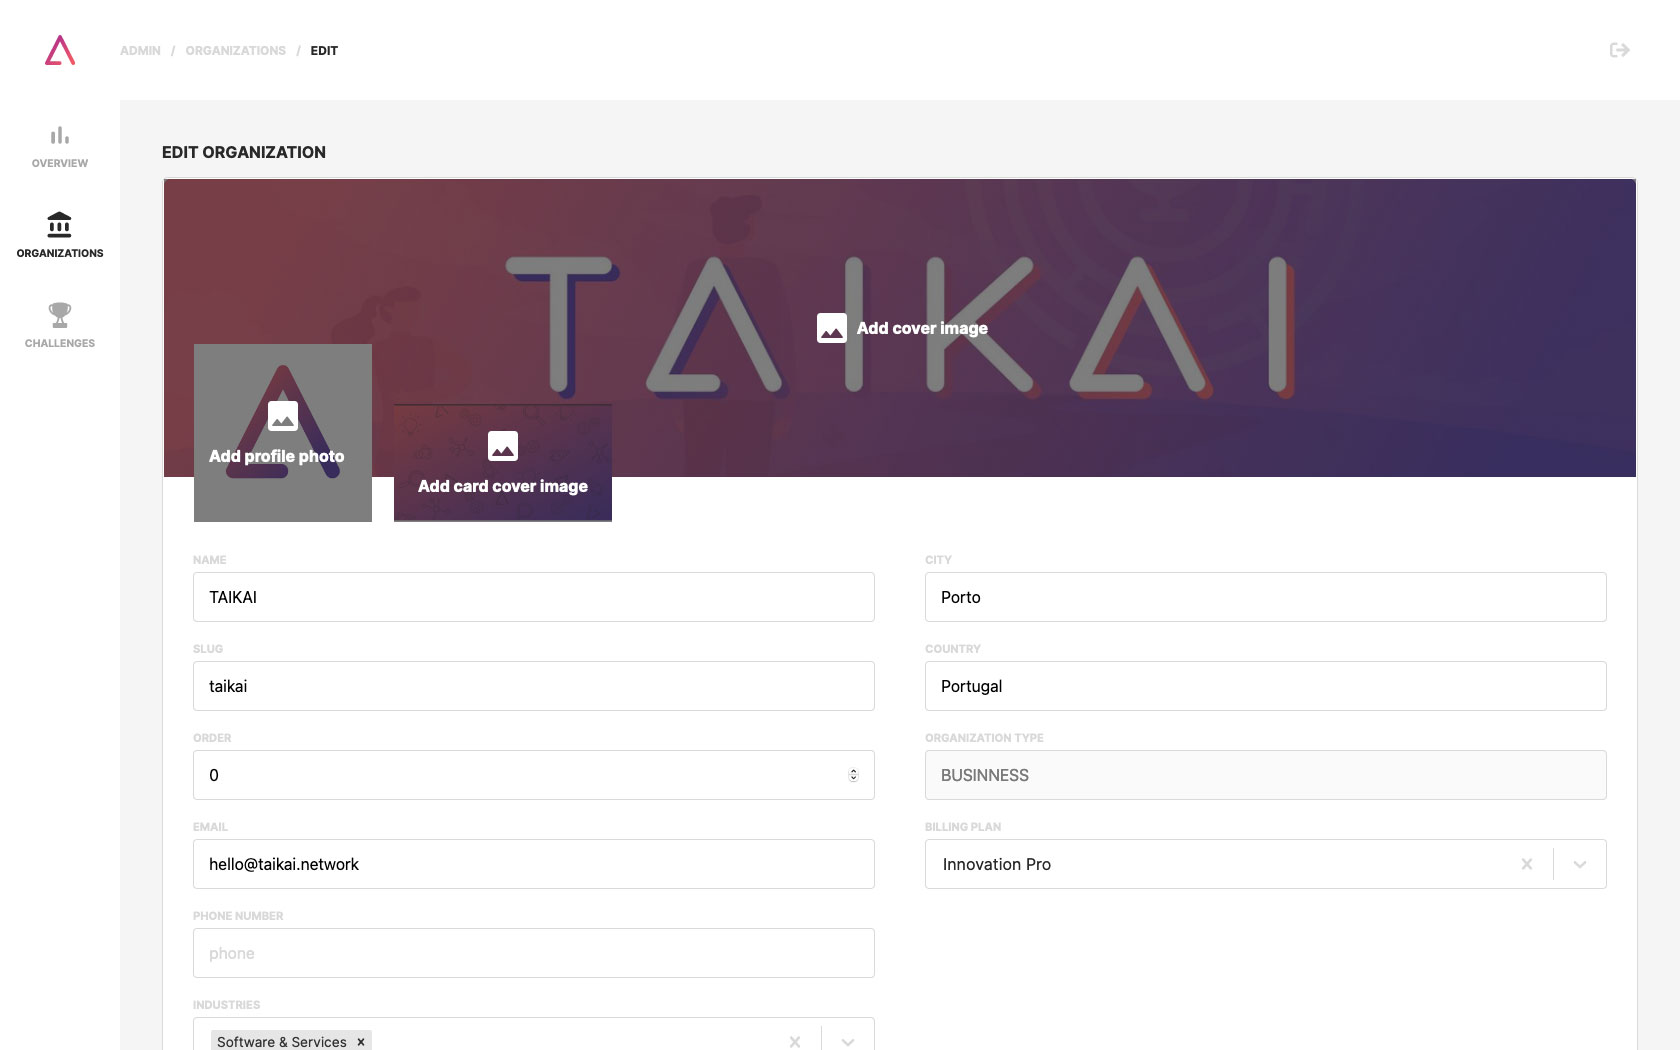 ADMIN / ORGANIZATIONS / EDIT
OVERVIEW
ORGANIZATIONS
CHALLENGES
EDIT ORGANIZATION
TAIKAI
Add cover image
Add profile photo
Add card cover image
NAME
TAIKAI
SLUG
taikai
ORDER
0
EMAIL
hello@taikai.network
PHONE NUMBER
phone
INDUSTRIES
Software & Services ×
CITY
Porto
COUNTRY
Portugal
ORGANIZATION TYPE
BUSINNESS
BILLING PLAN
Innovation Pro